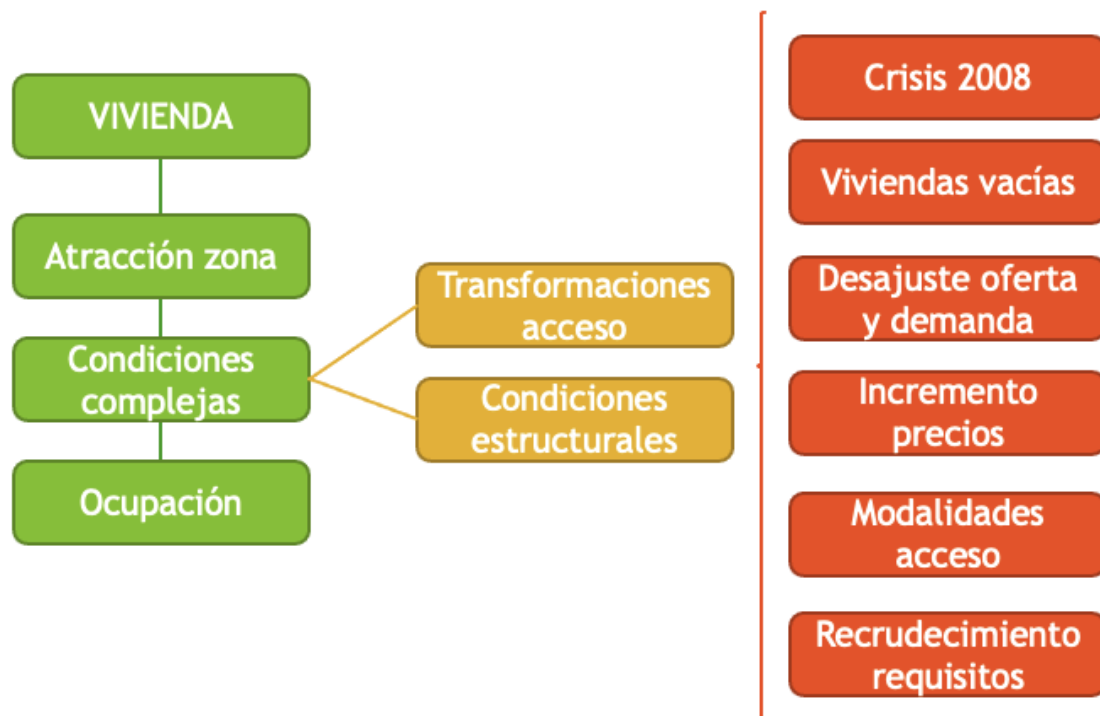 VIVIENDA
Atracción zona
Condiciones
complejas
Ocupación
Transformaciones
acceso
Condiciones
estructurales
Crisis 2008
Viviendas vacías
Desajuste oferta
y demanda
Incremento
precios
Modalidades
acceso
Recrudecimiento
requisitos